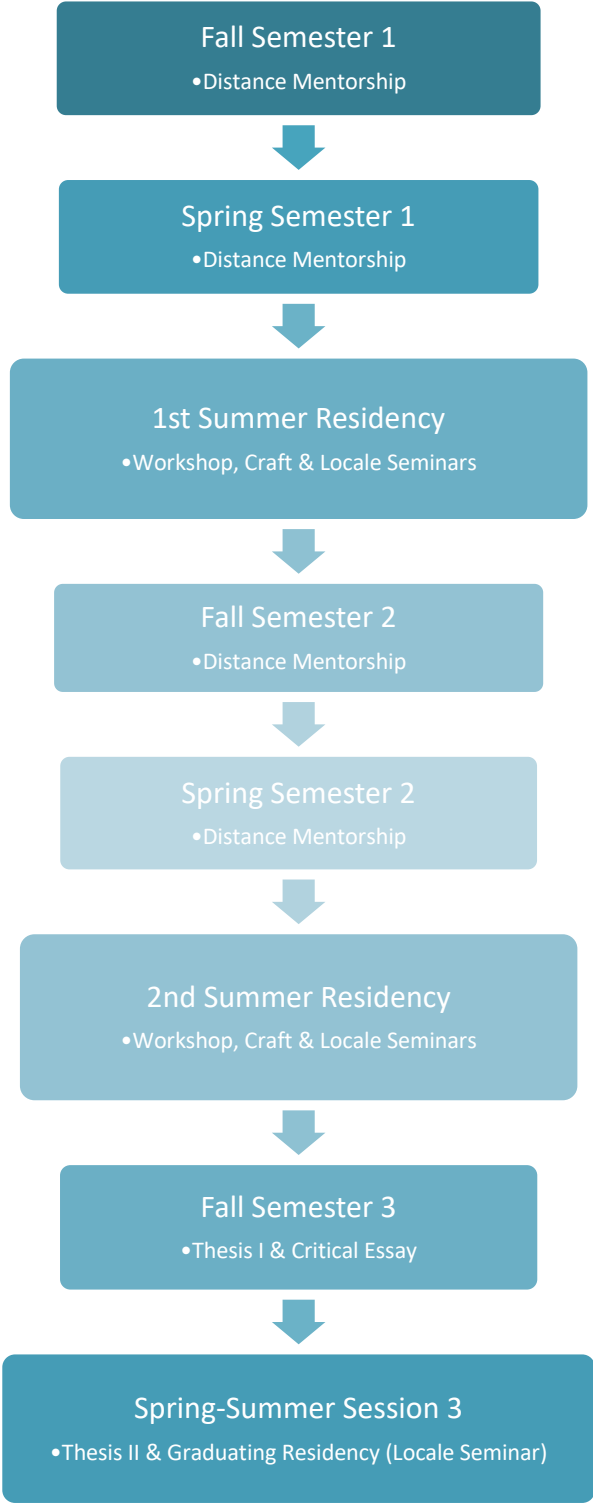 Fall Semester 1
•Distance Mentorship
Spring Semester 1
•Distance Mentorship
1st Summer Residency
•Workshop, Craft & Locale Seminars
Fall Semester 2
•Distance Mentorship
Spring Semester 2
•Distance Mentorship
2nd Summer Residency
•Workshop, Craft & Locale Seminars
Fall Semester 3
•Thesis I & Critical Essay
Spring-Summer Session 3
•Thesis II & Graduating Residency (Locale Seminar)